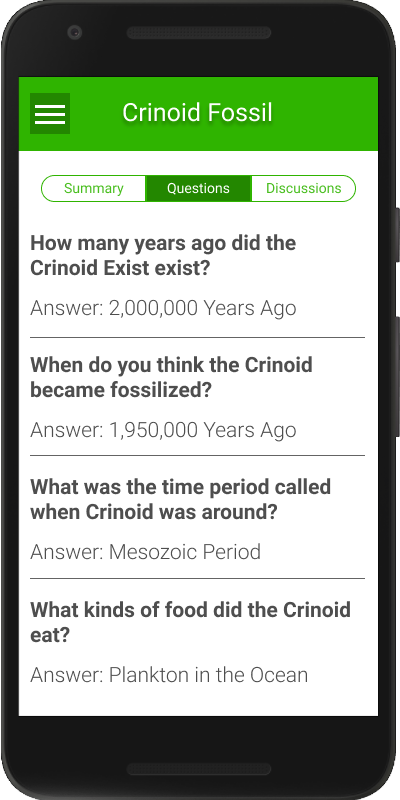 Crinoid Fossil
Summary
Questions
Discussions
How many years ago did the
Crinoid Exist exist?
Answer: 2,000,000 Years Ago
When do you think the Crinoid
became fossilized?
Answer: 1,950,000 Years Ago
What was the time period called
when Crinoid was around?
Answer: Mesozoic Period
What kinds of food did the Crinoid
eat?
Answer: Plankton in the Ocean